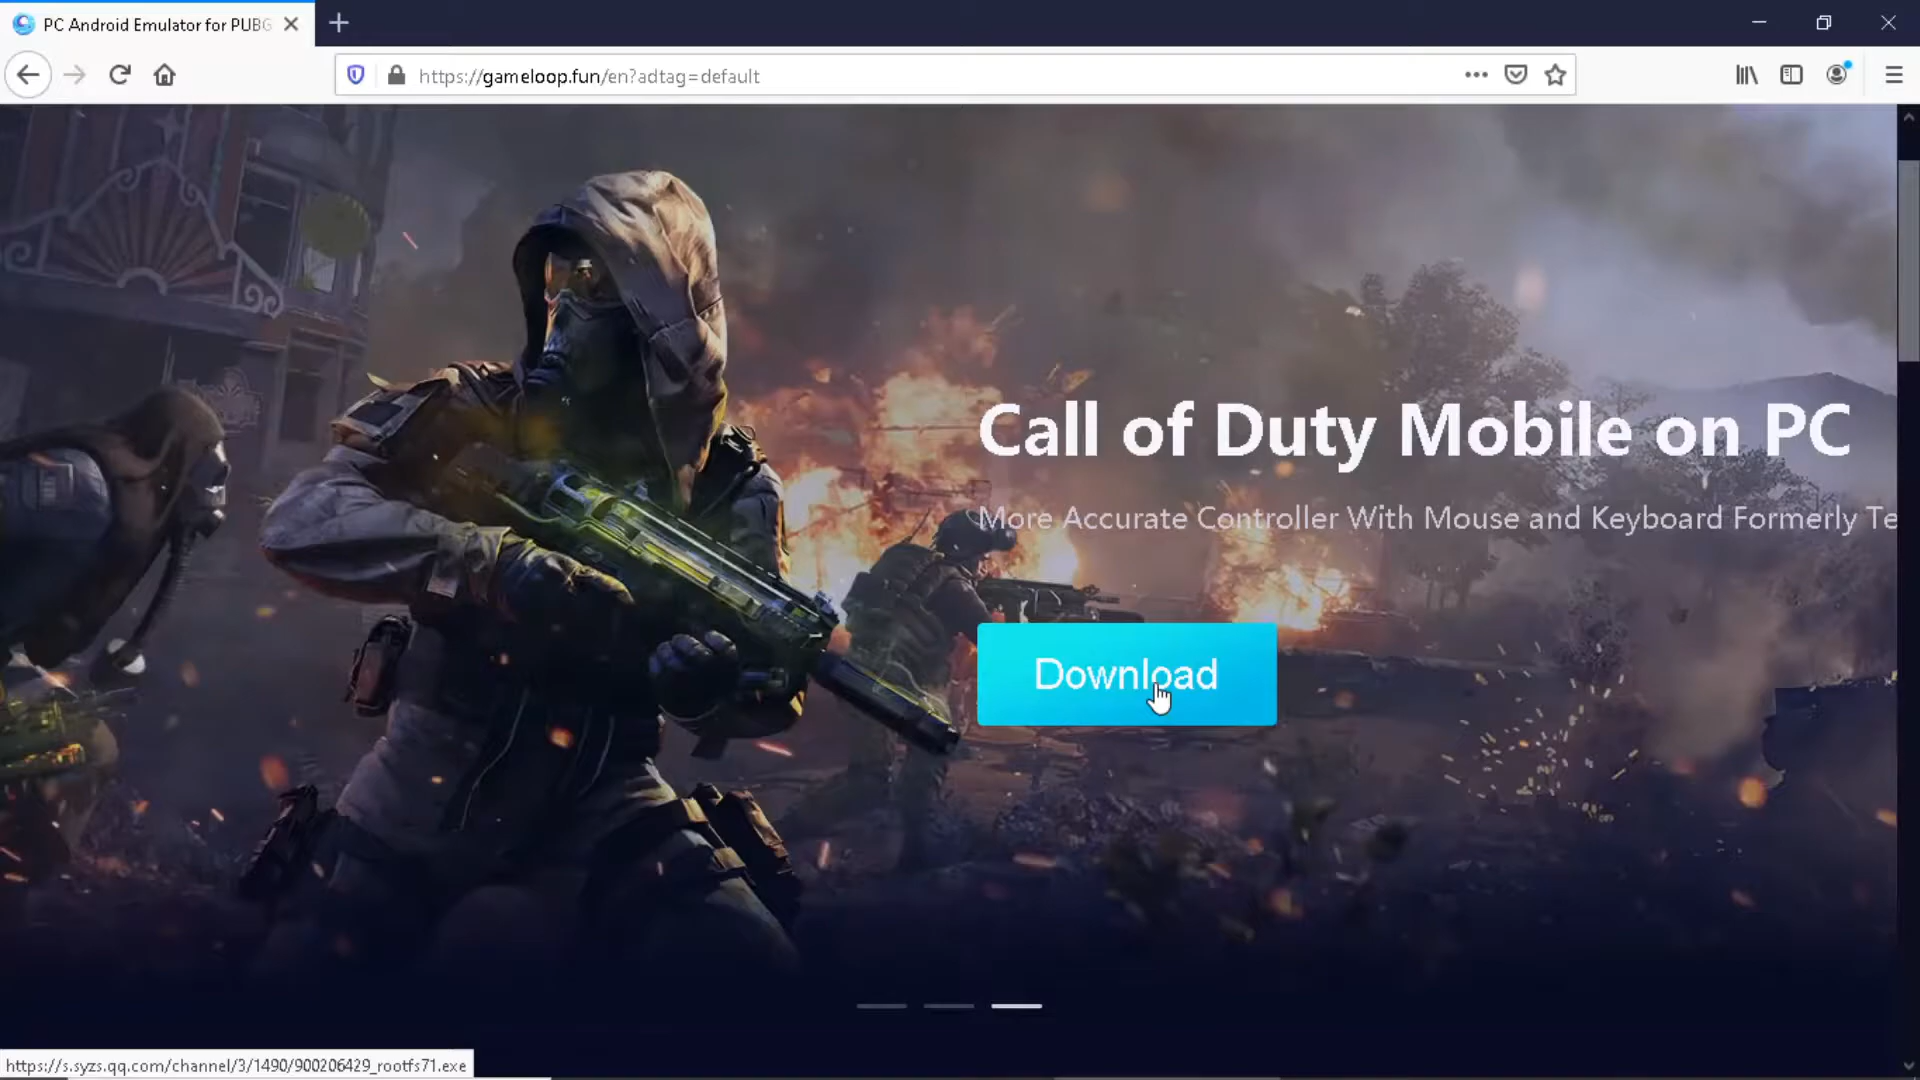 PC Android Emulator for PUBG
https://gameloop.fun/en?adtag=default
Call of Duty Mobile on PC
More Accurate Controller With Mouse and Keyboard Formerly Te
Download
https://s.syzs.qq.com/channel/3/1490/900206429_rootfs71.exe